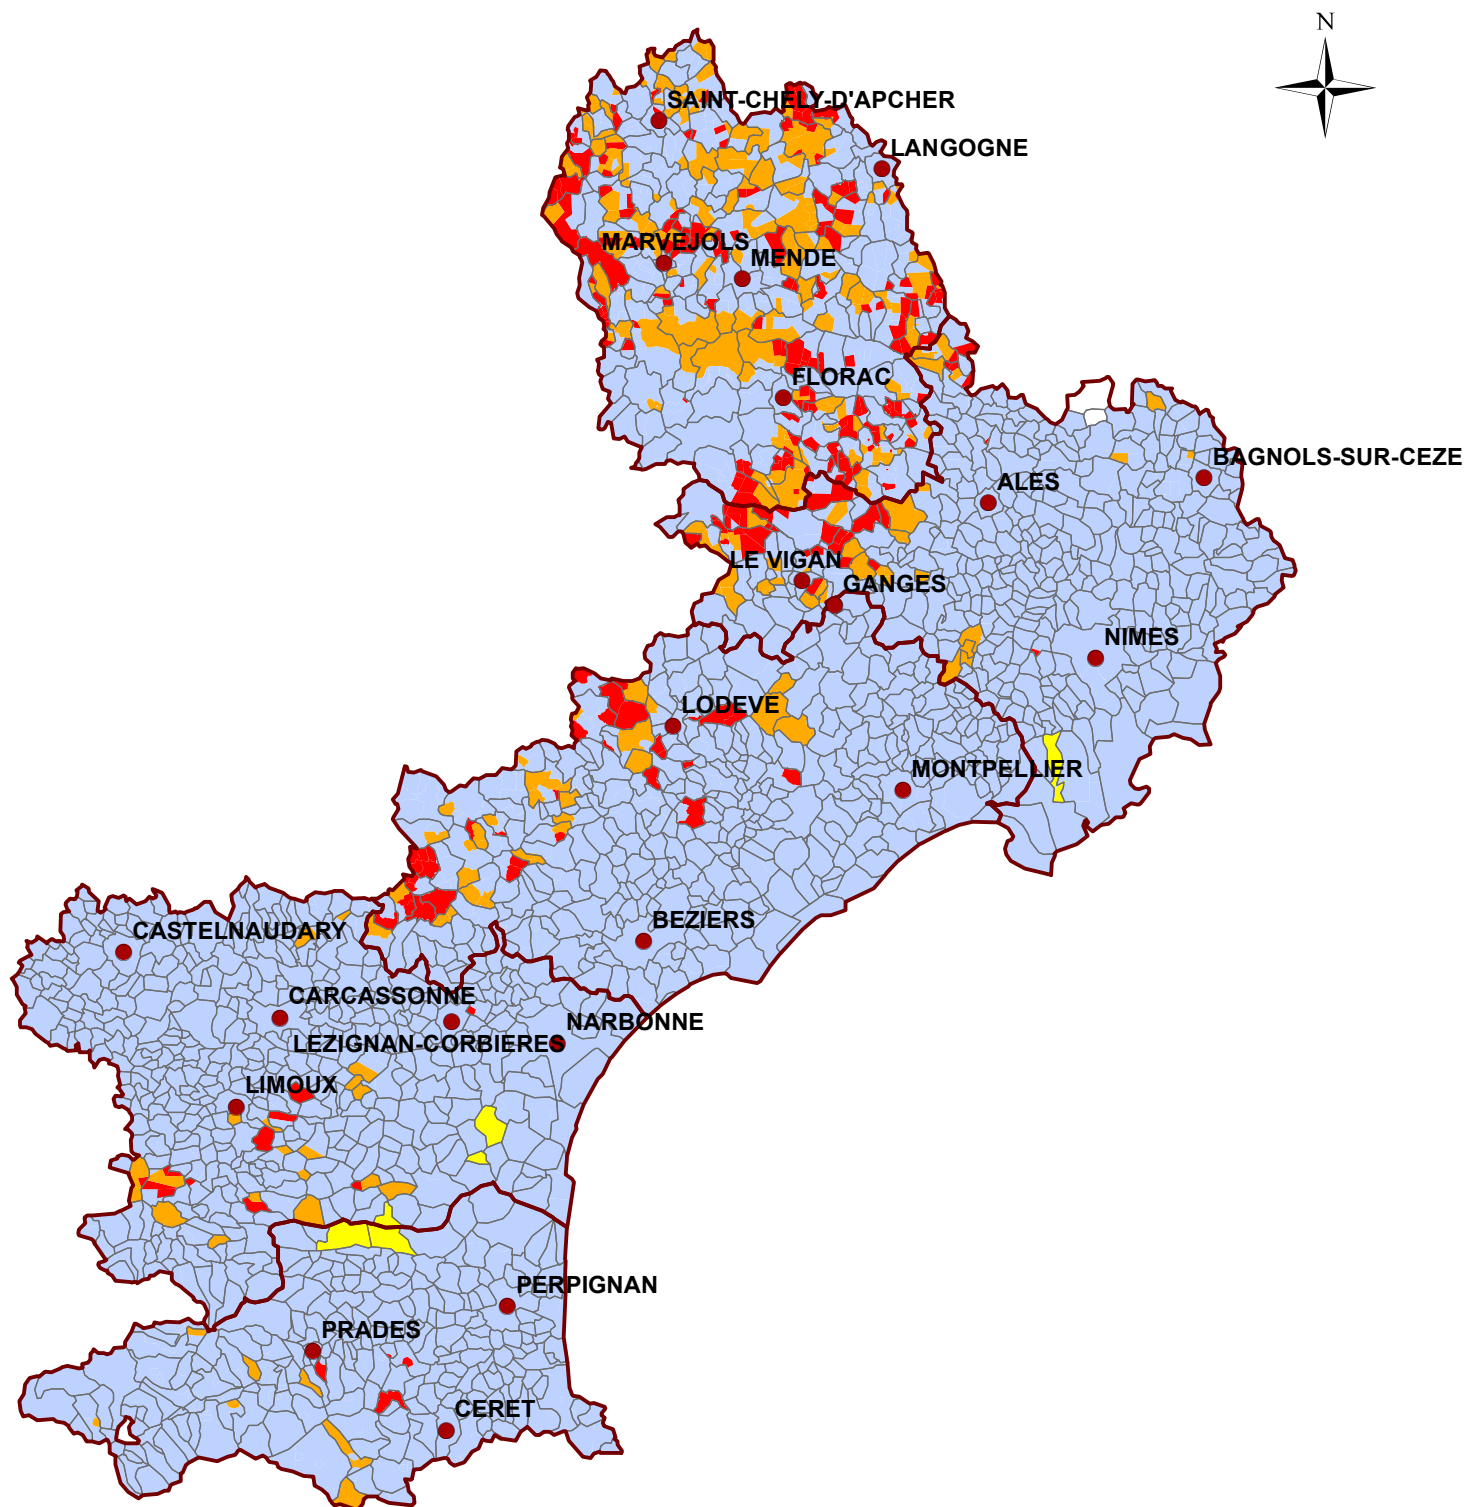 N
SAINT-CHELY-D'APCHER
LANGOGNE
MARVEJOLS
MENDE
FLORAC
BAGNOLS-SUR-CEZE
ALES
LE VIGAN
GANGES
NIMES
LODEVE
MONTPELLIER
BEZIERS
CASTELNAUDARY
CARCASSONNE
NARBONNE
LEZIGNAN-CORBIERES
LIMOUX
PERPIGNAN
PRADES
CERET